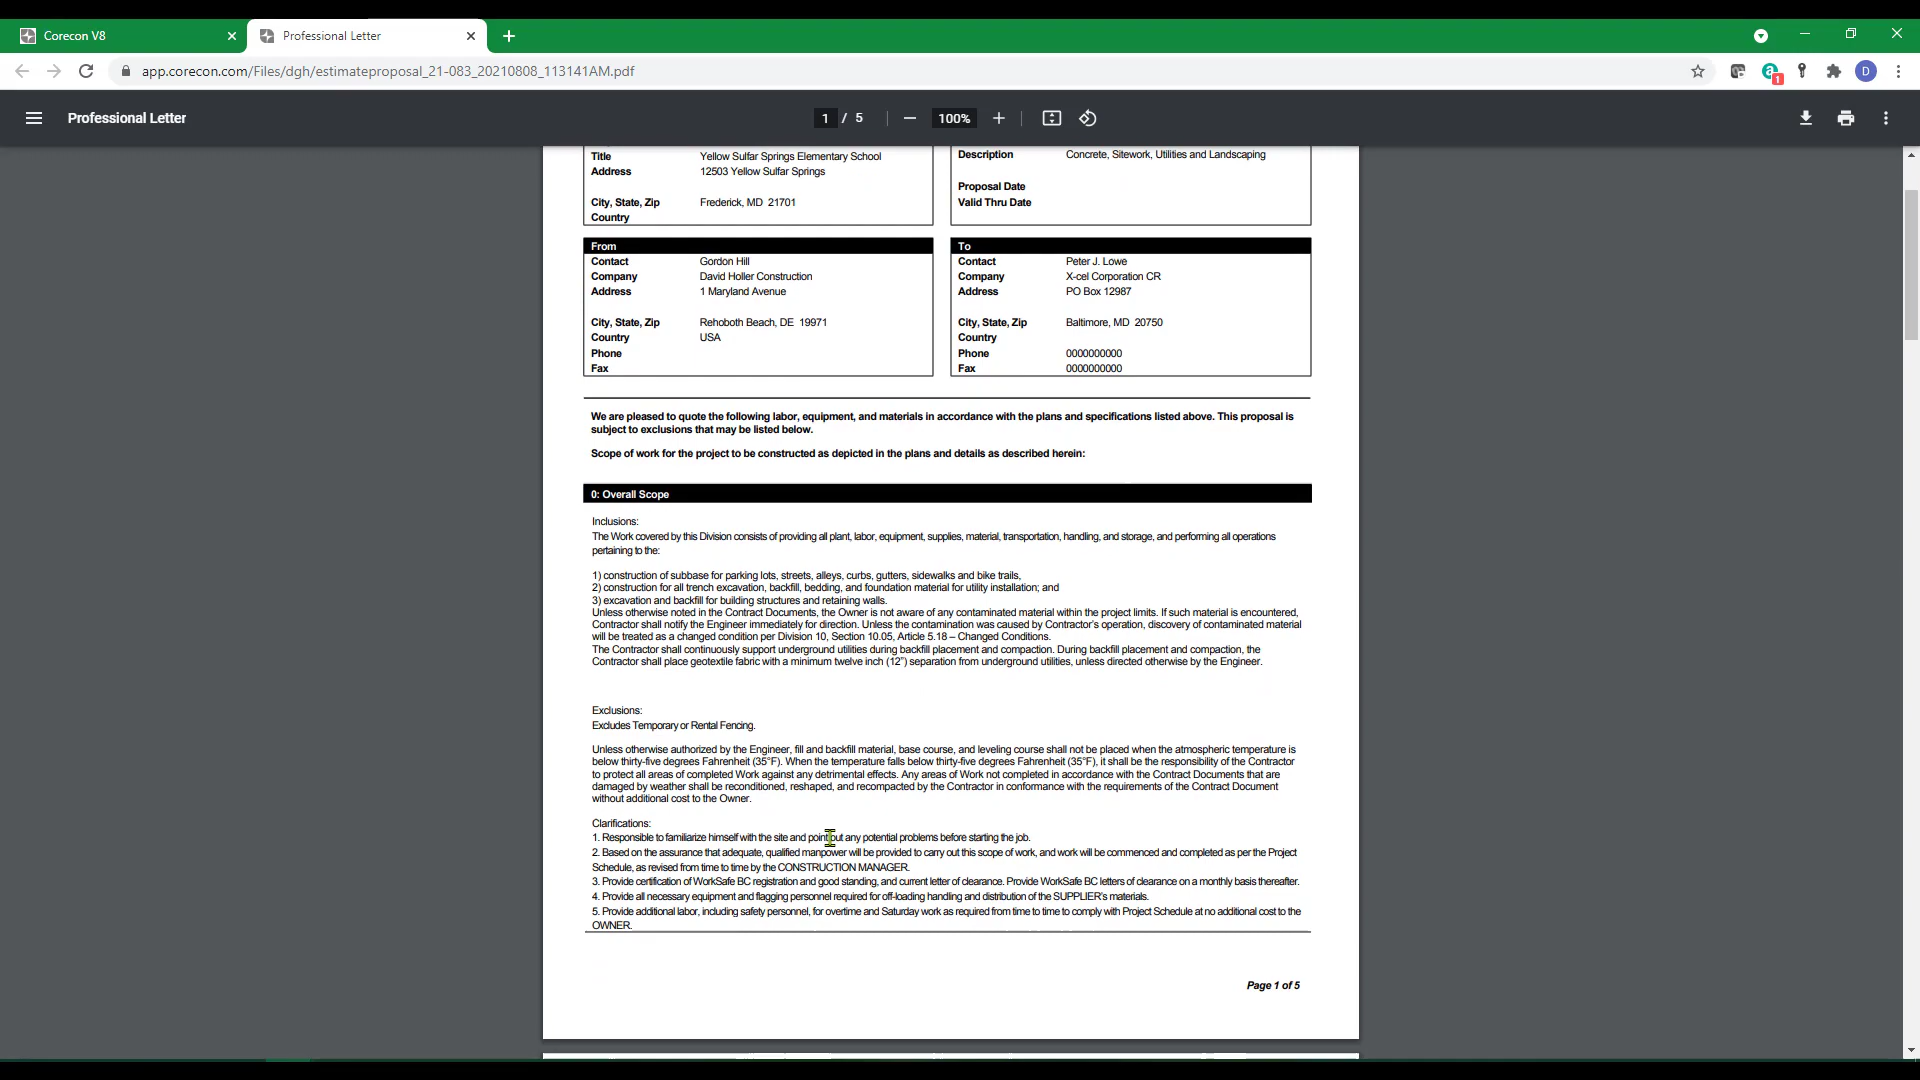 Corecon V8
Professional Letter
app.corecon.com/Files/dgh/estimateproposal_21-083_20210808_113141AM.pdf
1
D
Professional Letter
1 / 5
100%
Title Yellow Sulfar Springs Elementary School
Address 12503 Yellow Sulfar Springs
City, State, Zip Frederick, MD 21701
Country
Description Concrete, Sitework, Utilities and Landscaping
Proposal Date
Valid Thru Date
From
Contact Gordon Hill
Company David Holler Construction
Address 1 Maryland Avenue
City, State, Zip Rehoboth Beach, DE 19971
Country USA
Phone
Fax
To
Contact Peter J. Lowe
Company X-cel Corporation CR
Address PO Box 12987
City, State, Zip Baltimore, MD 20750
Country
Phone 0000000000
Fax 0000000000
We are pleased to quote the following labor, equipment, and materials in accordance with the plans and specifications listed above. This proposal is
subject to exclusions that may be listed below.
Scope of work for the project to be constructed as depicted in the plans and details as described herein:
0: Overall Scope
Inclusions:
The Work covered by this Division consists of providing all plant, labor, equipment, supplies, material, transportation, handling, and storage, and performing all operations
pertaining to the:
1) construction of subbase for parking lots, streets, alleys, curbs, gutters, sidewalks and bike trails,
2) construction for all trench excavation, backfill, bedding, and foundation material for utility installation; and
3) excavation and backfill for building structures and retaining walls.
Unless otherwise noted in the Contract Documents, the Owner is not aware of any contaminated material within the project limits. If such material is encountered,
Contractor shall notify the Engineer immediately for direction. Unless the contamination was caused by Contractor's operation, discovery of contaminated material
will be treated as a changed condition per Division 10, Section 10.05, Article 5.18 – Changed Conditions.
The Contractor shall continuously support underground utilities during backfill placement and compaction. During backfill placement and compaction, the
Contractor shall place geotextile fabric with a minimum twelve inch (12") separation from underground utilities, unless directed otherwise by the Engineer.
Exclusions:
Excludes Temporary or Rental Fencing.
Unless otherwise authorized by the Engineer, fill and backfill material, base course, and leveling course shall not be placed when the atmospheric temperature is
below thirty-five degrees Fahrenheit (35°F). When the temperature falls below thirty-five degrees Fahrenheit (35°F), it shall be the responsibility of the Contractor
to protect all areas of completed Work against any detrimental effects. Any areas of Work not completed in accordance with the Contract Documents that are
damaged by weather shall be reconditioned, reshaped, and recompacted by the Contractor in conformance with the requirements of the Contract Document
without additional cost to the Owner.
Clarifications:
1. Responsible to familiarize himself with the site and point out any potential problems before starting the job.
2. Based on the assurance that adequate, qualified manpower will be provided to carry out this scope of work, and work will be commenced and completed as per the Project
Schedule, as revised from time to time by the CONSTRUCTION MANAGER.
3. Provide certification of WorkSafe BC registration and good standing, and current letter of clearance. Provide WorkSafe BC letters of clearance on a monthly basis thereafter.
4. Provide all necessary equipment and flagging personnel required for off-loading handling and distribution of the SUPPLIER's materials.
5. Provide additional labor, including safety personnel, for overtime and Saturday work as required from time to time to comply with Project Schedule at no additional cost to the
OWNER.
Page 1 of 5